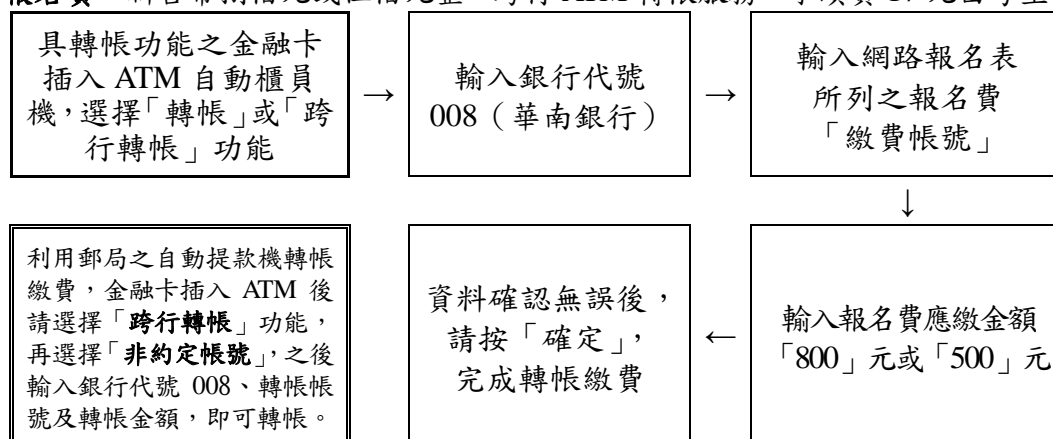 具轉帳功能之金融卡
插入 ATM 自動櫃員
機，選擇「轉帳」或「跨
行轉帳」功能
→
輸入銀行代號
008（華南銀行）
→
輸入網路報名表
所列之報名費
「繳費帳號」
↓
輸入報名費應繳金額
「800」元或「500」元
←
資料確認無誤後，
請按「確定」，
完成轉帳繳費
利用郵局之自動提款機轉帳
繳費，金融卡插入 ATM 後
請選擇「跨行轉帳」功能，
再選擇「非約定帳號」，之後
輸入銀行代號 008、轉帳帳
號及轉帳金額，即可轉帳。